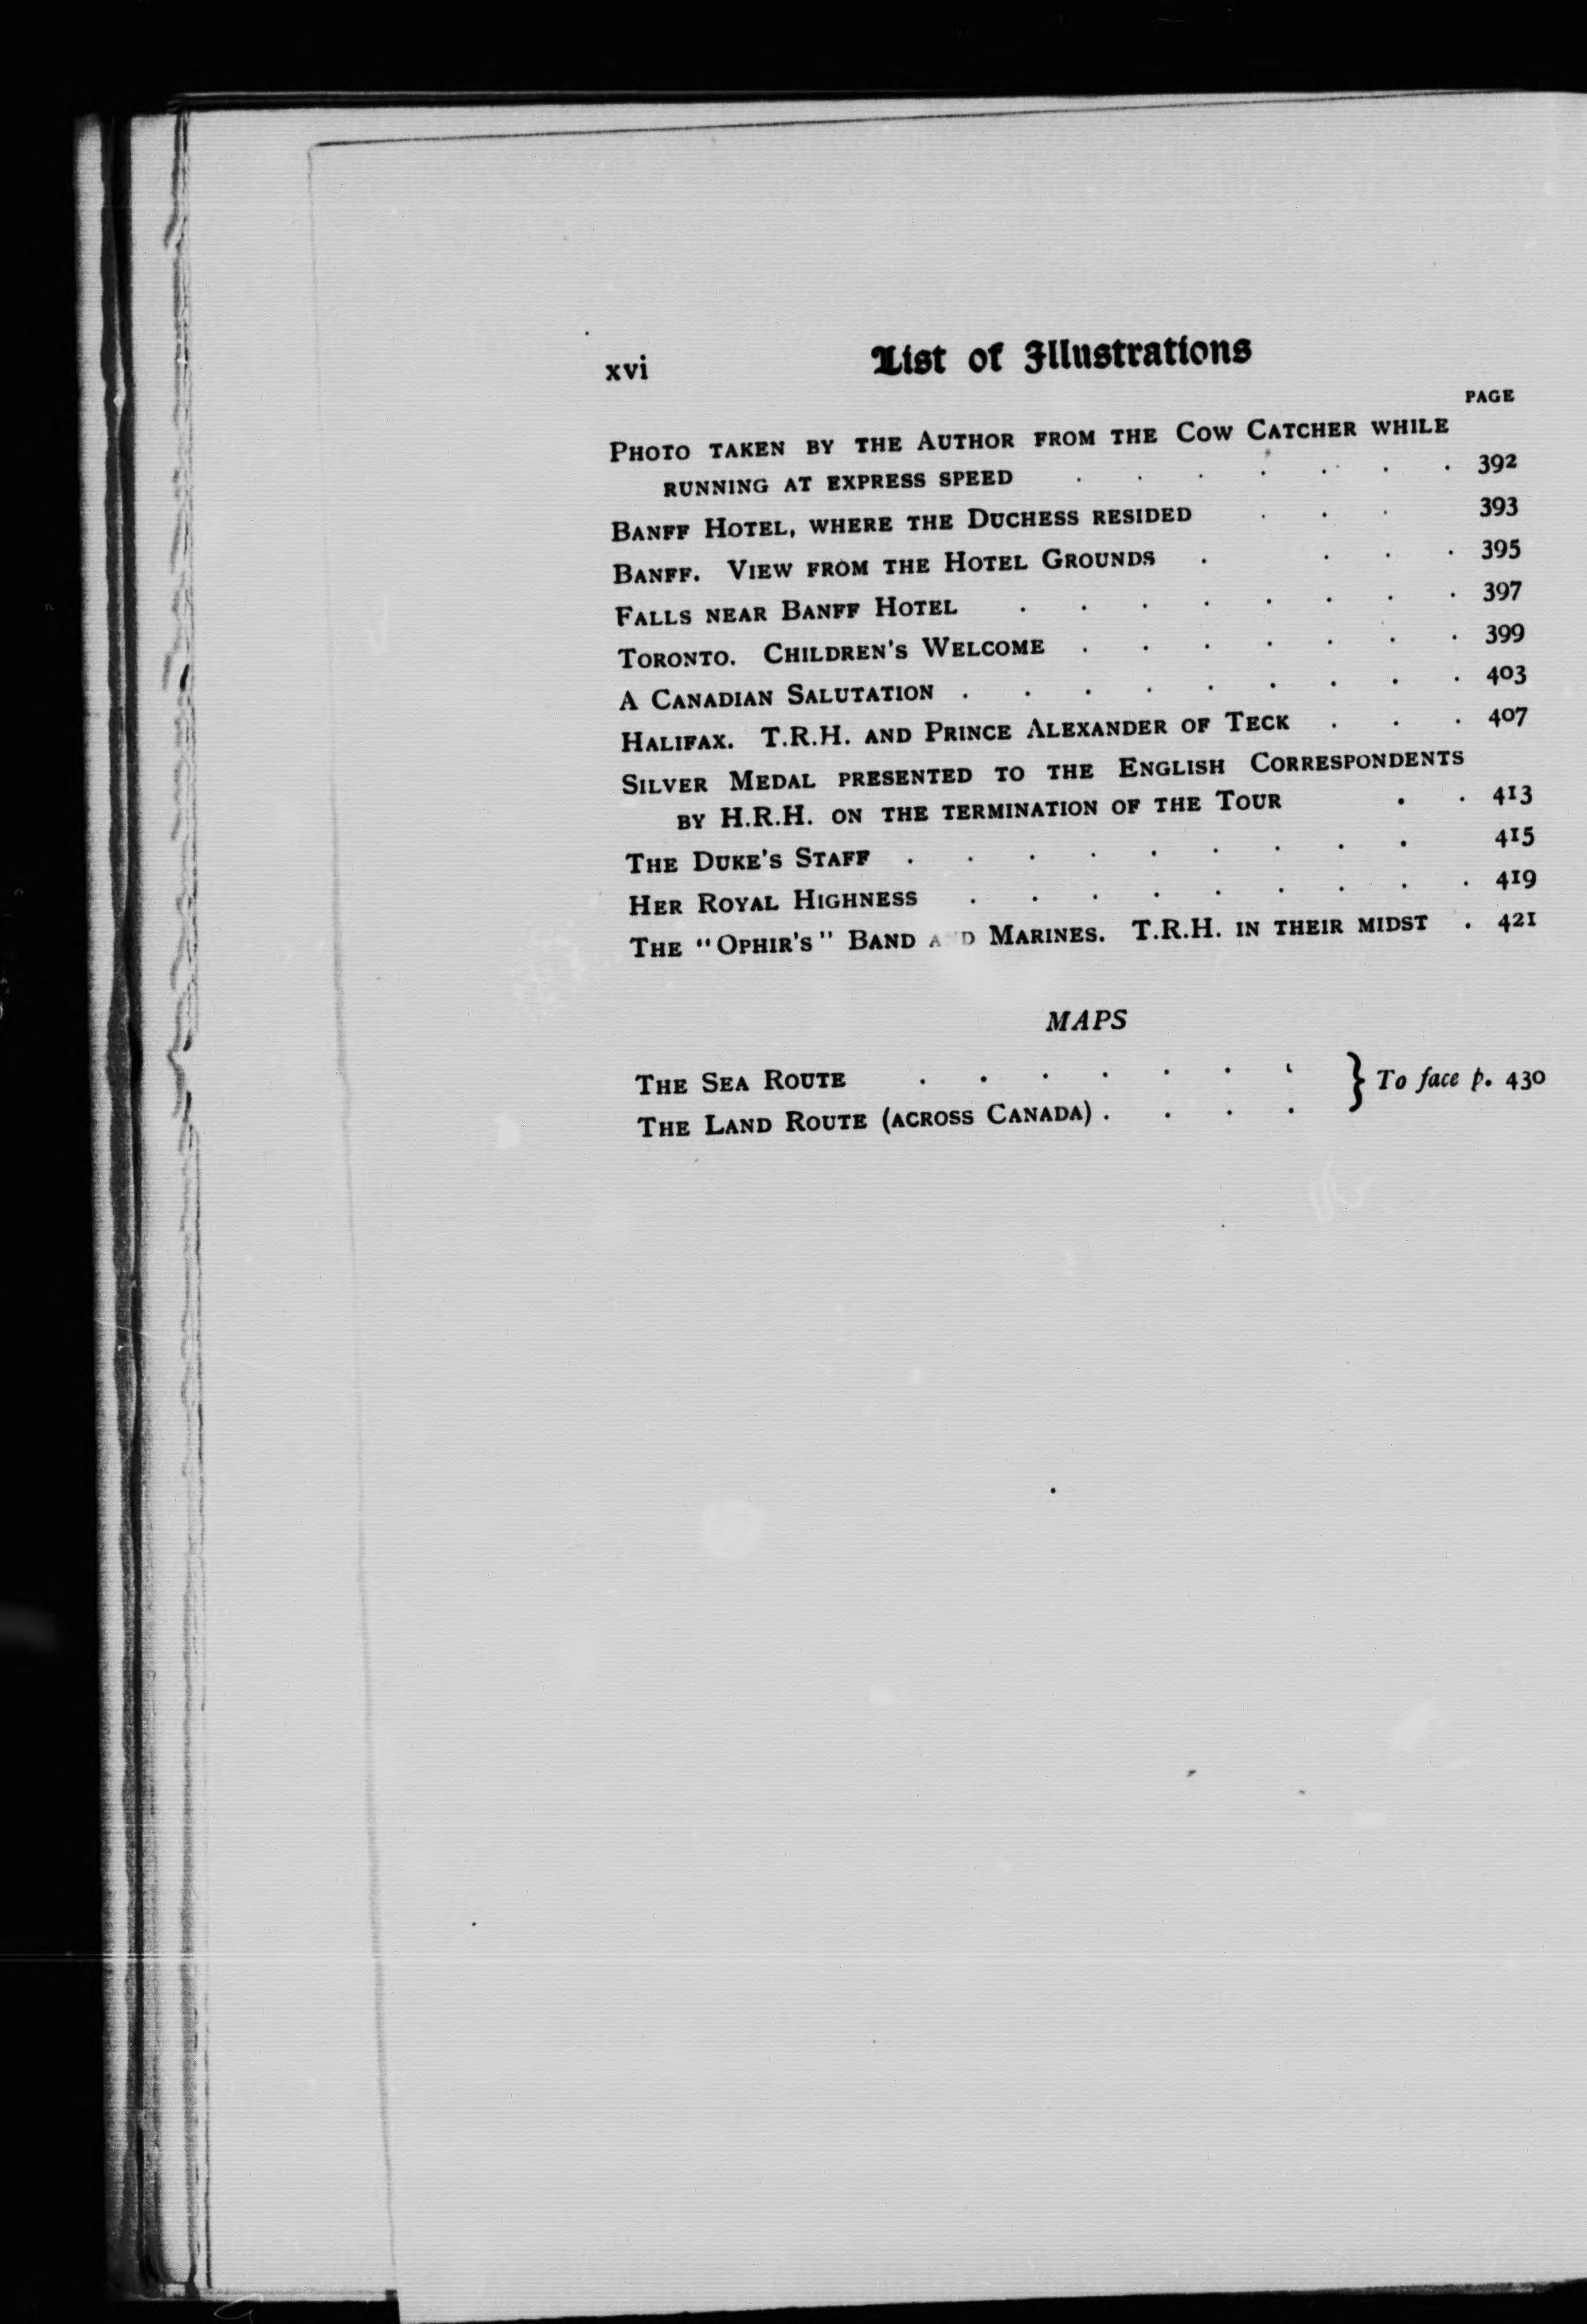 xvi List of Illustrations
PAGE
PHOTO TAKEN BY THE AUTHOR FROM THE COW CATCHER WHILE
RUNNING AT EXPRESS SPEED . . . . . . . 392
BANFF HOTEL, WHERE THE DUCHESS RESIDED . . . 393
BANFF. VIEW FROM THE HOTEL GROUNDS . . . . 395
FALLS NEAR BANFF HOTEL . . . . . . . . 397
TORONTO. CHILDREN'S WELCOME . . . . . . . 399
A CANADIAN SALUTATION . . . . . . . . . 403
HALIFAX. T.R.H. AND PRINCE ALEXANDER OF TECK . . . 407
SILVER MEDAL PRESENTED TO THE ENGLISH CORRESPONDENTS
BY H.R.H. ON THE TERMINATION OF THE TOUR . . 413
THE DUKE'S STAFF . . . . . . . . . 415
HER ROYAL HIGHNESS . . . . . . . . . 419
THE "OPHIR'S" BAND AND MARINES. T.R.H. IN THEIR MIDST . 421
MAPS
THE SEA ROUTE . . . . . . .
} To face p. 430
THE LAND ROUTE (ACROSS CANADA) . . . .